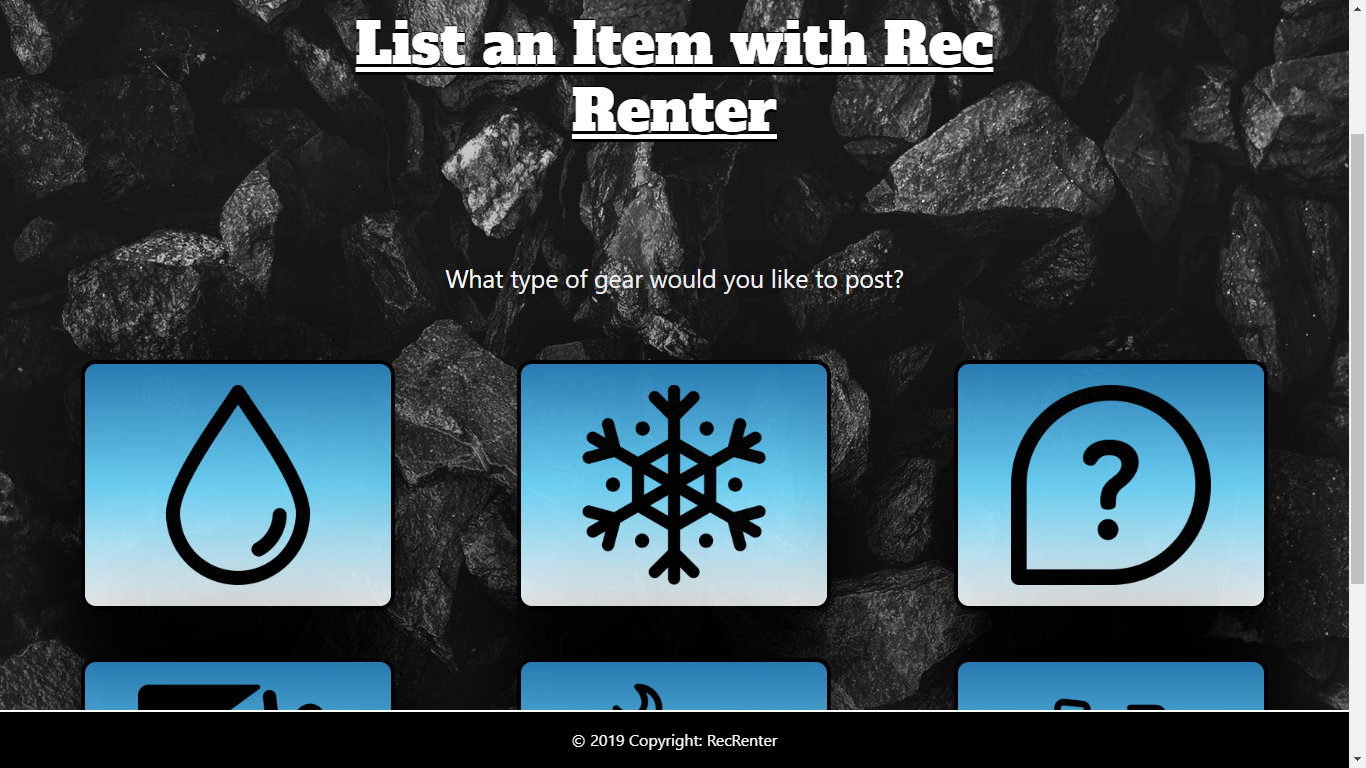 List an Item with Rec
Renter
What type of gear would you like to post?
?
© 2019 Copyright: RecRenter